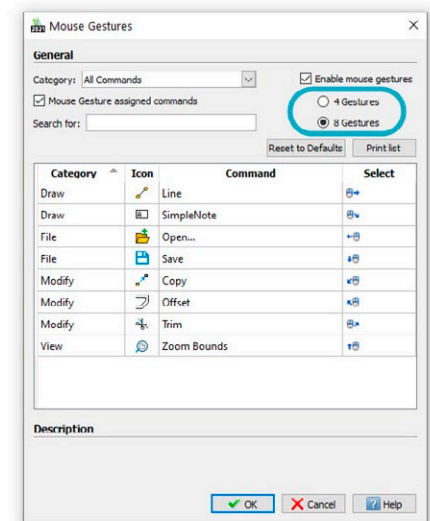 2021 Mouse Gestures
General
Category: All Commands
Enable mouse gestures
Mouse Gesture assigned commands
4 Gestures
Search for:
8 Gestures
Reset to Defaults Print list
Category Icon Command Select
Draw Line
Draw SimpleNote
File Open...
File Save
Modify Copy
Modify Offset
Modify Trim
View Zoom Bounds
Description
OK Cancel Help